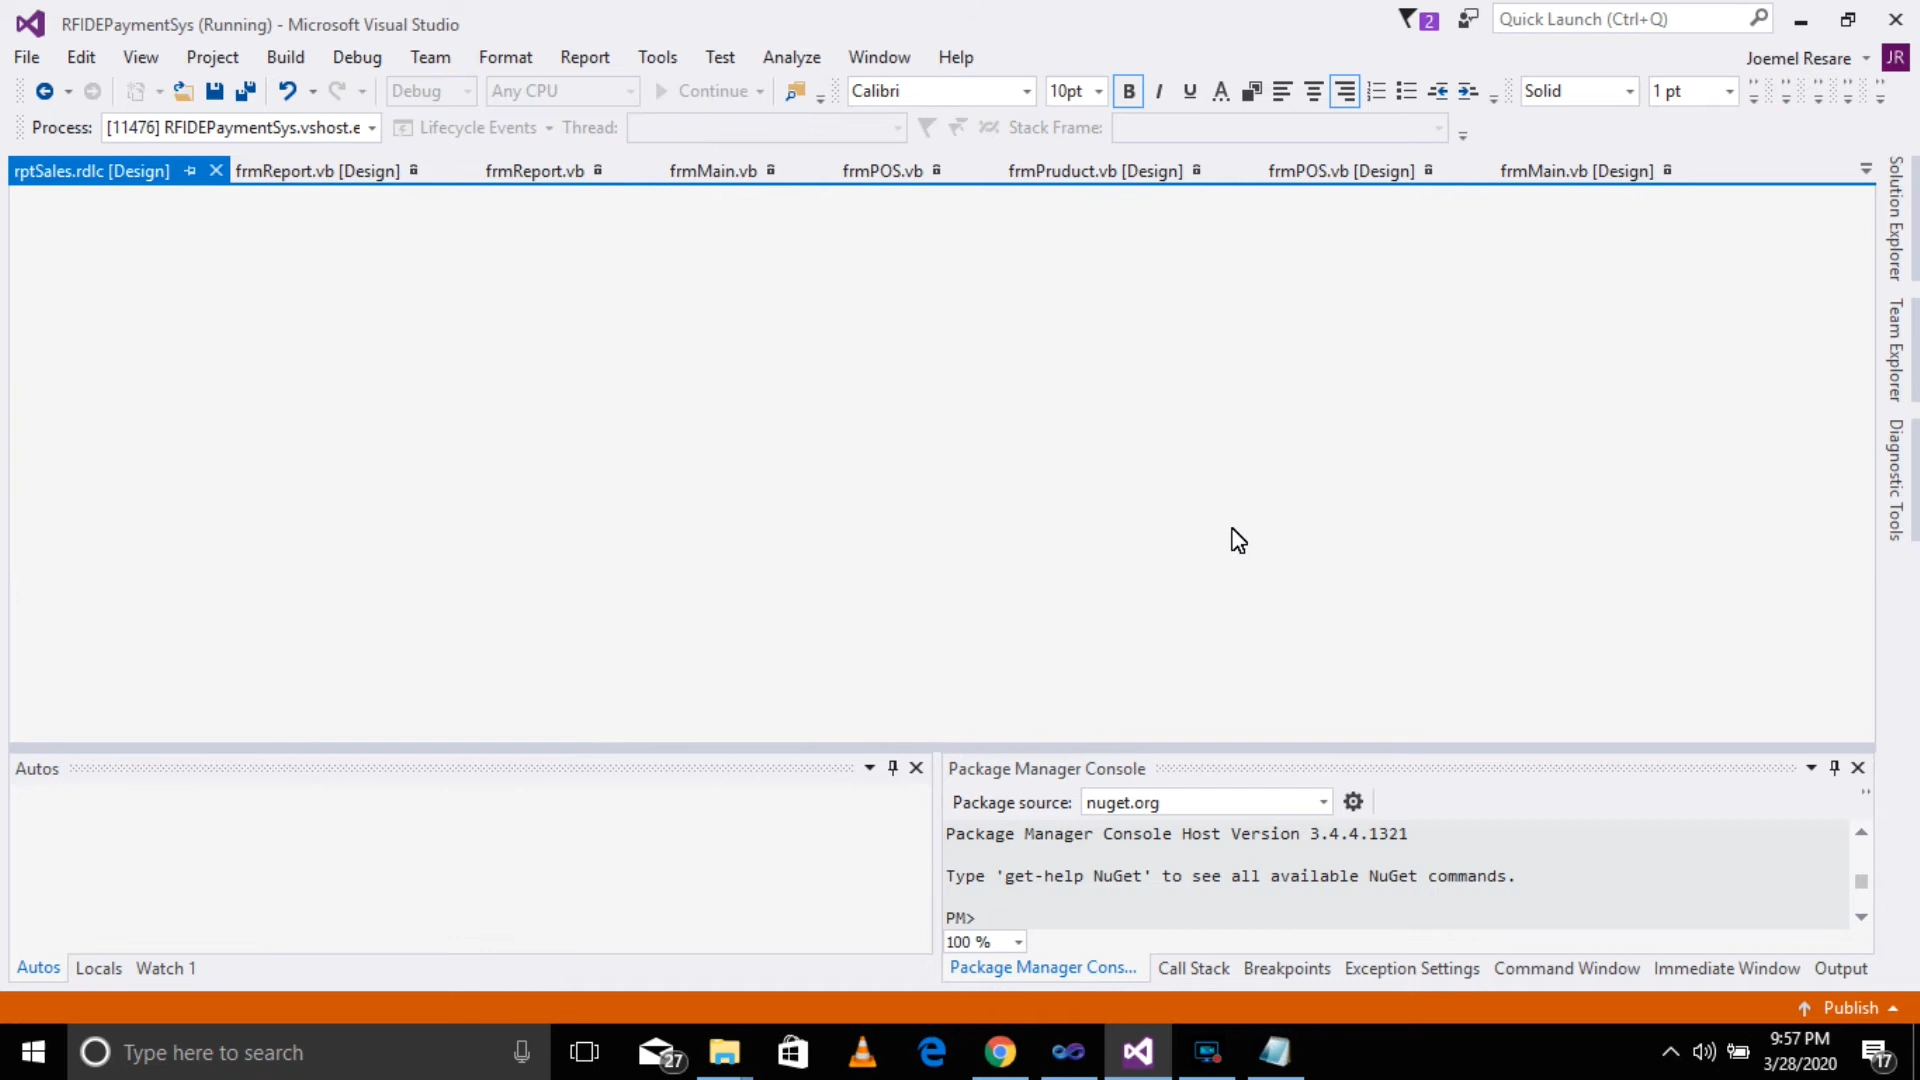 RFIDEPaymentSys (Running) - Microsoft Visual Studio
2
Quick Launch (Ctrl+Q)
File Edit View Project Build Debug Team Format Report Tools Test Analyze Window Help
Joemel Resare JR
Debug Any CPU Continue Calibri 10pt B I U A Solid 1 pt
Process: [11476] RFIDEPaymentSys.vshost.e Lifecycle Events Thread: Stack Frame:
rptSales.rdlc [Design] frmReport.vb [Design] frmReport.vb frmMain.vb frmPOS.vb frmPruduct.vb [Design] frmPOS.vb [Design] frmMain.vb [Design]
Solution Explorer
Team Explorer
Diagnostic Tools
Autos
Package Manager Console
Package source: nuget.org
Package Manager Console Host Version 3.4.4.1321
Type 'get-help NuGet' to see all available NuGet commands.
PM>
100 %
Autos Locals Watch 1
Package Manager Cons... Call Stack Breakpoints Exception Settings Command Window Immediate Window Output
Publish
Type here to search
27
9:57 PM
3/28/2020
17